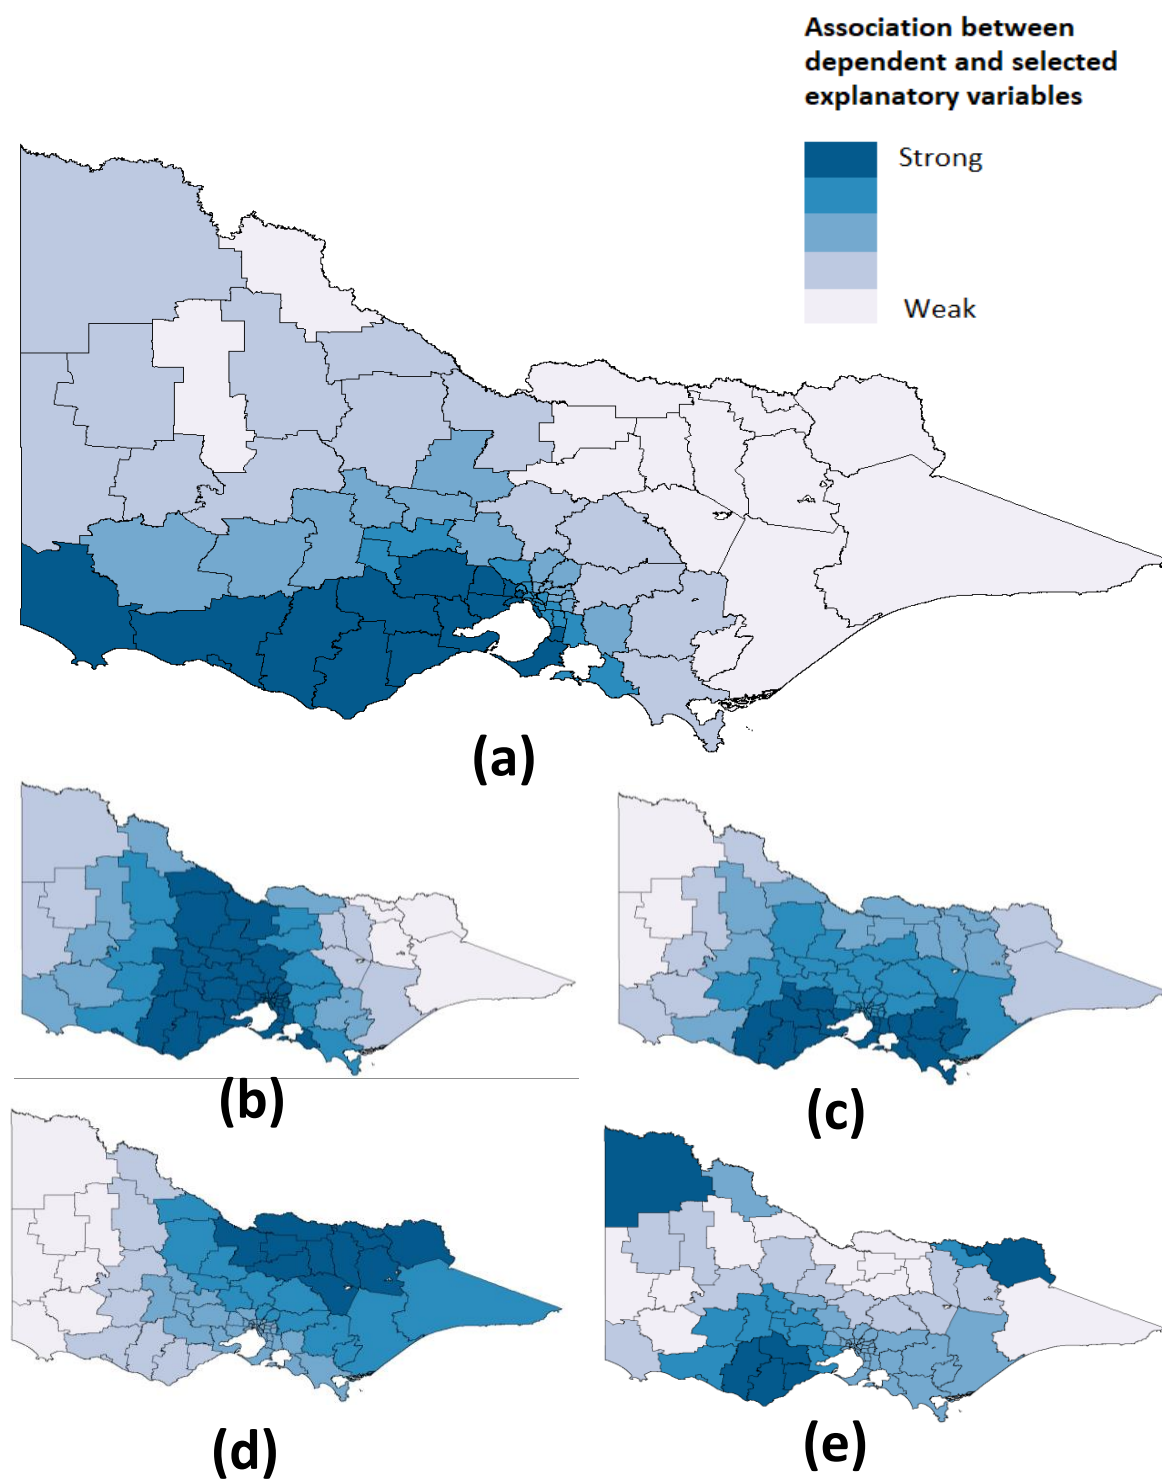 Association between
dependent and selected
explanatory variables
Strong
Weak
(a)
(b)
(c)
(d)
(e)